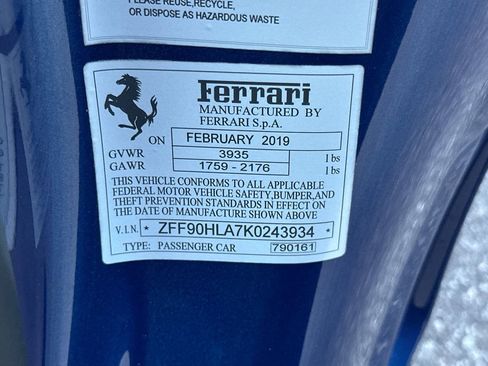 PLEASE REUSE, RECYCLE,
OR DISPOSE AS HAZARDOUS WASTE
Ferrari
MANUFACTURED BY
FERRARI S.p.A.
ON FEBRUARY 2019
GVWR 3935 lbs
GAWR 1759 - 2176 lbs
THIS VEHICLE CONFORMS TO ALL APPLICABLE
FEDERAL MOTOR VEHICLE SAFETY,BUMPER,AND
THEFT PREVENTION STANDARDS IN EFFECT ON
THE DATE OF MANUFACTURE SHOWN ABOVE
V.I.N. * ZFF90HLA7K0243934 *
TYPE: PASSENGER CAR 790161